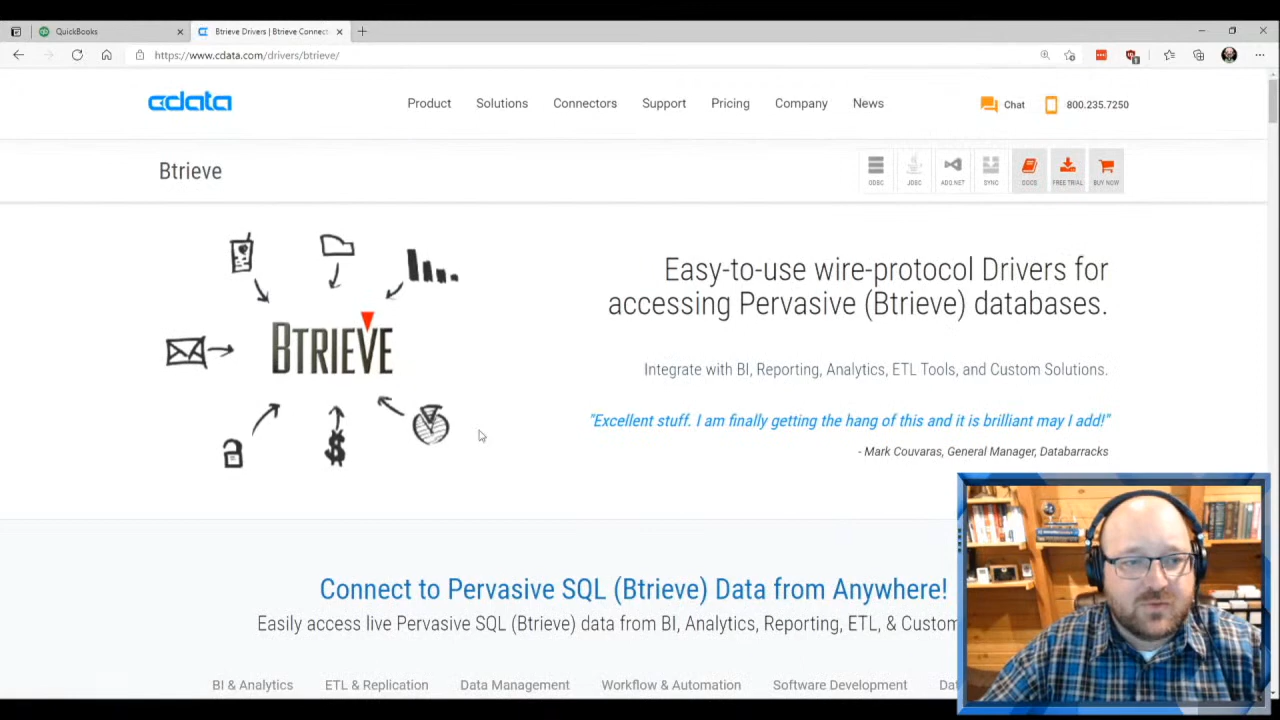 QuickBooks
Btrieve Drivers | Btrieve Connect
https://www.cdata.com/drivers/btrieve/
cdata
Product
Solutions
Connectors
Support
Pricing
Company
News
Chat
800.235.7250
Btrieve
ODBC
JDBC
ADO.NET
SYNC
DOCS
FREE TRIAL
BUY NOW
BTRIEVE
Easy-to-use wire-protocol Drivers for
accessing Pervasive (Btrieve) databases.
Integrate with BI, Reporting, Analytics, ETL Tools, and Custom Solutions.
"Excellent stuff. I am finally getting the hang of this and it is brilliant may I add!"
- Mark Couvaras, General Manager, Databarracks
Connect to Pervasive SQL (Btrieve) Data from Anywhere!
Easily access live Pervasive SQL (Btrieve) data from BI, Analytics, Reporting, ETL, & Custom
BI & Analytics
ETL & Replication
Data Management
Workflow & Automation
Software Development